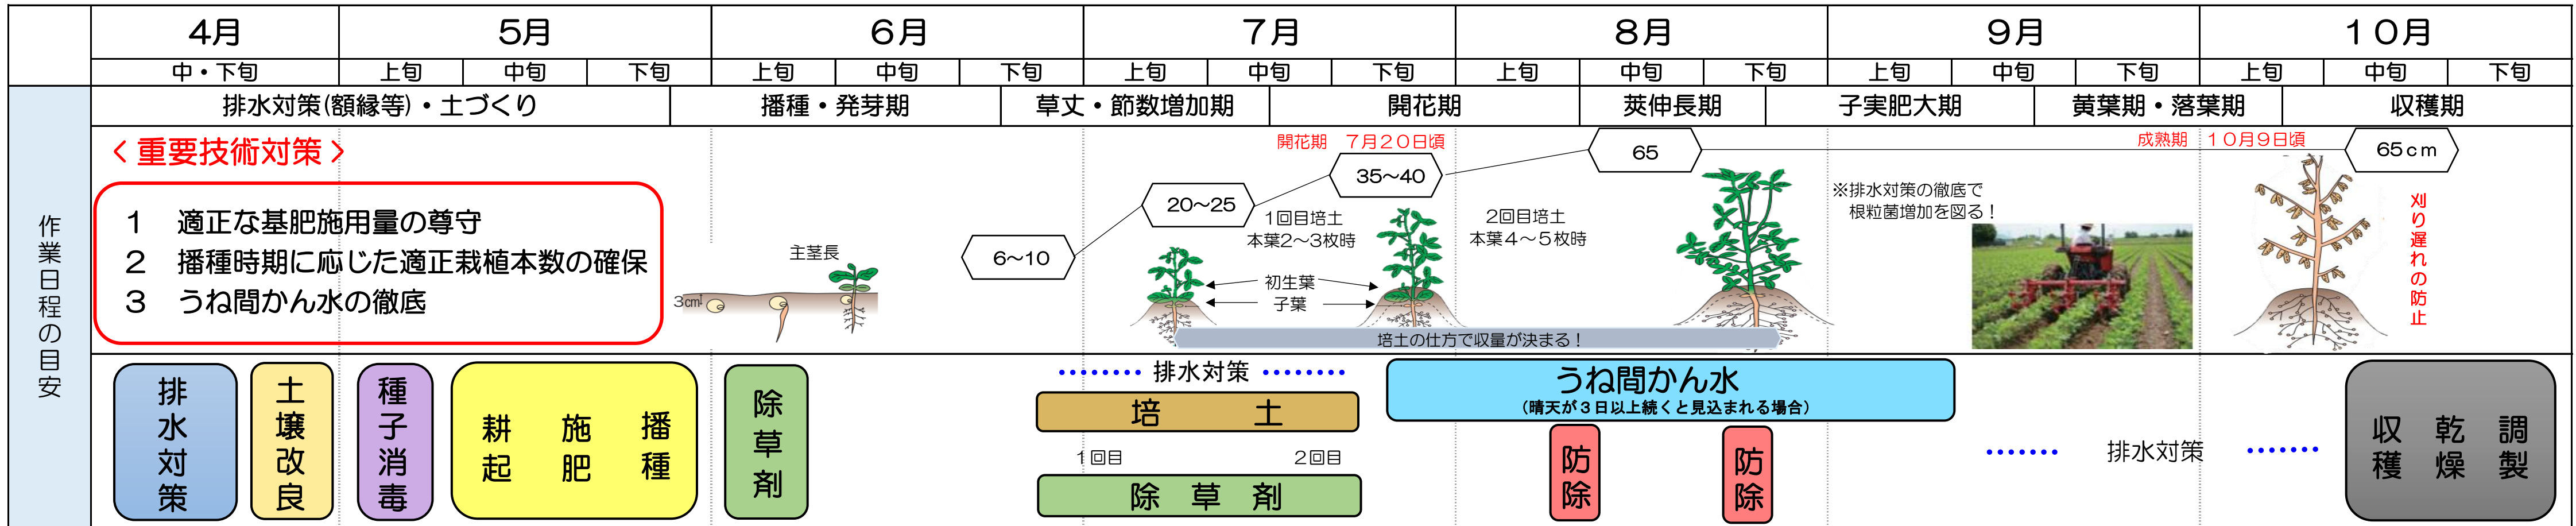 4月 5月 6月 7月 8月 9月 10月
中・下旬 上旬 中旬 下旬 上旬 中旬 下旬 上旬 中旬 下旬 上旬 中旬 下旬 上旬 中旬 下旬 上旬 中旬 下旬
作業日程の目安
排水対策(額縁等)・土づくり 播種・発芽期 草丈・節数増加期 開花期 莢伸長期 子実肥大期 黄葉期・落葉期 収穫期
<重要技術対策>
1 適正な基肥施用量の尊守
2 播種時期に応じた適正栽植本数の確保
3 うね間かん水の徹底
3cm
主茎長
6〜10
20〜25
開花期 7月20日頃
35〜40
65
成熟期 10月9日頃
65cm
1回目培土
本葉2〜3枚時
2回目培土
本葉4〜5枚時
初生葉
子葉
※排水対策の徹底で
根粒菌増加を図る!
刈り遅れの防止
培土の仕方で収量が決まる!
排水対策
土壌改良
種子消毒
耕起 施肥 播種
除草剤
排水対策
培土
1回目 2回目
除草剤
うね間かん水
(晴天が3日以上続くと見込まれる場合)
防除
防除
排水対策
収穫 乾燥 調製